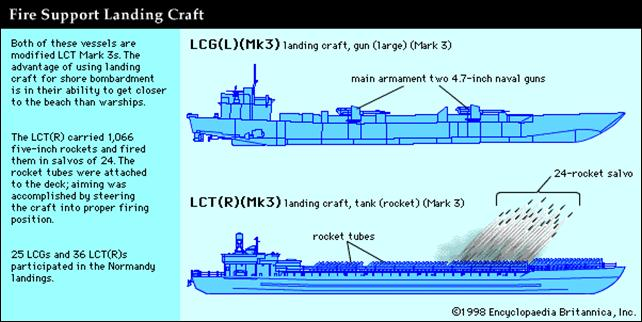 Fire Support Landing Craft
Both of these vessels are
modified LCT Mark 3s. The
advantage of using landing
craft for shore bombardment
is in their ability to get closer
to the beach than warships.
The LCT(R) carried 1,066
five-inch rockets and fired
them in salvos of 24. The
rocket tubes were attached
to the deck; aiming was
accomplished by steering
the craft into proper firing
position.
25 LCGs and 36 LCT(R)s
participated in the Normandy
landings.
LCG(L)(Mk3) landing craft, gun (large) (Mark 3)
main armament two 4.7-inch naval guns
24-rocket salvo
LCT(R)(Mk3) landing craft, tank (rocket) (Mark 3)
rocket tubes
©1998 Encyclopaedia Britannica, Inc.